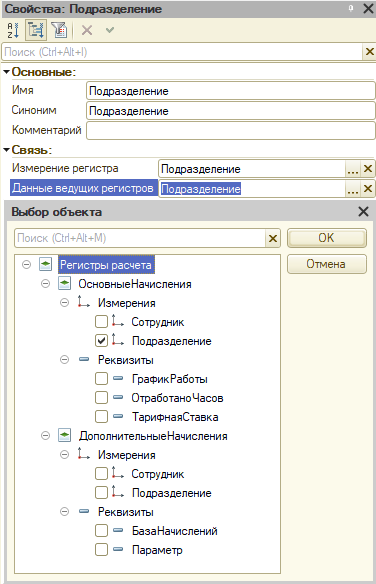 Свойства: Подразделение
Поиск (Ctrl+Alt+I)
Основные:
Имя Подразделение
Синоним Подразделение
Комментарий
Связь:
Измерение регистра Подразделение ...
Данные ведущих регистров Подразделение ...
Выбор объекта
Поиск (Ctrl+Alt+M) OK
Регистры расчета Отмена
ОсновныеНачисления
Измерения
Сотрудник
Подразделение
Реквизиты
ГрафикРаботы
ОтработаноЧасов
ТарифнаяСтавка
ДополнительныеНачисления
Измерения
Сотрудник
Подразделение
Реквизиты
БазаНачислений
Параметр